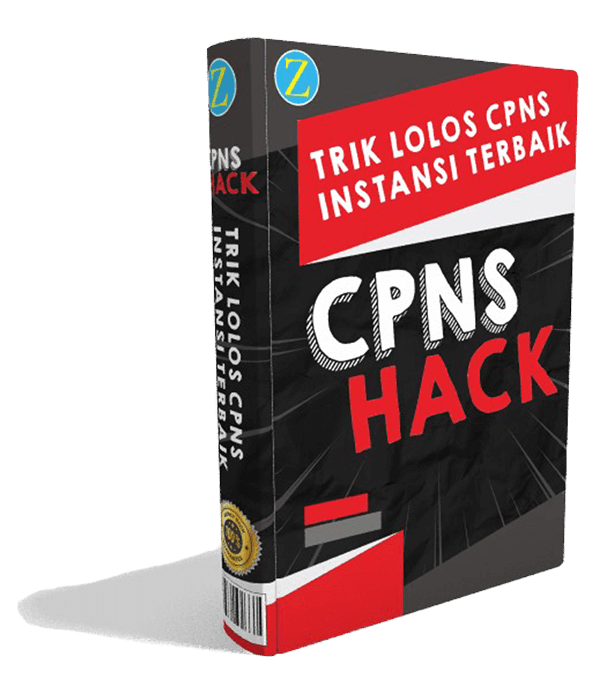 Z
Z
TRIK LOLOS CPNS
INSTANSI TERBAIK
CPNS
HACK
CPNS
HACK
TRIK LOLOS CPNS
INSTANSI TERBAIK